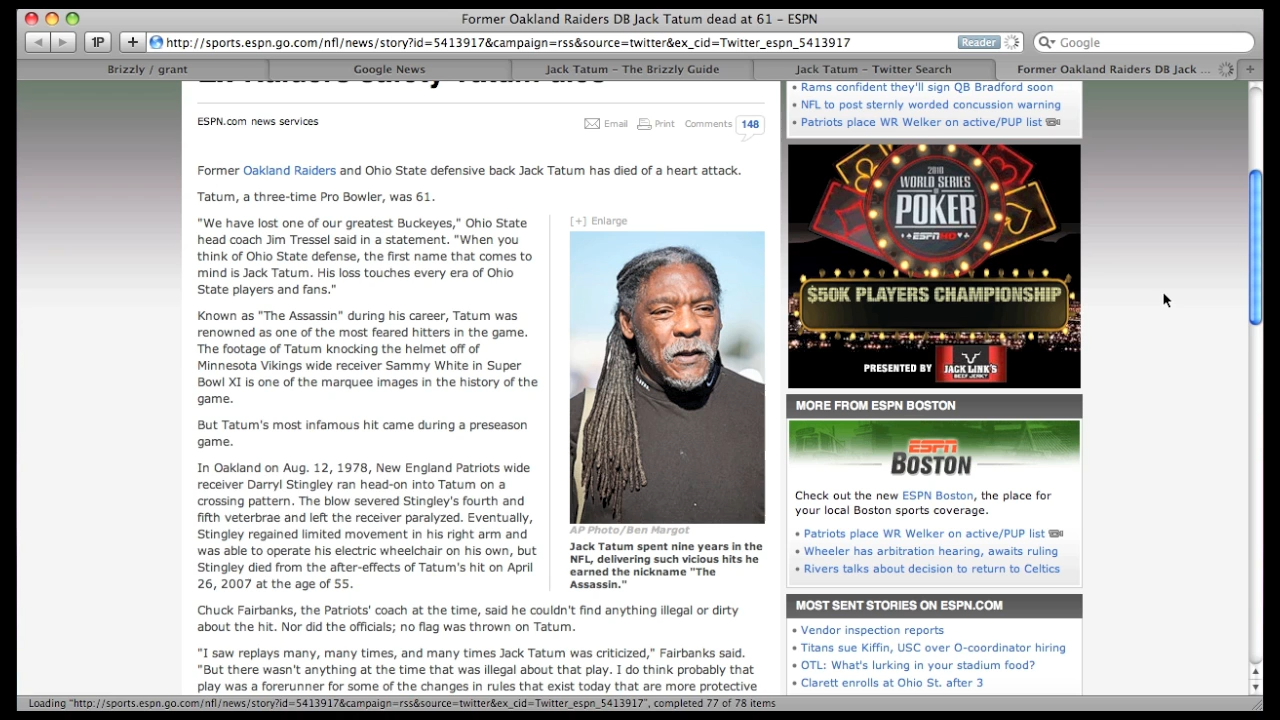 Former Oakland Raiders DB Jack Tatum dead at 61 – ESPN
1P
http://sports.espn.go.com/nfl/news/story?id=5413917&campaign=rss&source=twitter&ex_cid=Twitter_espn_5413917
Reader
Google
Brizzly / grant
Google News
Jack Tatum – The Brizzly Guide
Jack Tatum – Twitter Search
Former Oakland Raiders DB Jack ...
ESPN.com news services
Email
Print
Comments
148
Former Oakland Raiders and Ohio State defensive back Jack Tatum has died of a heart attack.
Tatum, a three-time Pro Bowler, was 61.
"We have lost one of our greatest Buckeyes," Ohio State
head coach Jim Tressel said in a statement. "When you
think of Ohio State defense, the first name that comes to
mind is Jack Tatum. His loss touches every era of Ohio
State players and fans."
Known as "The Assassin" during his career, Tatum was
renowned as one of the most feared hitters in the game.
The footage of Tatum knocking the helmet off of
Minnesota Vikings wide receiver Sammy White in Super
Bowl XI is one of the marquee images in the history of the
game.
But Tatum's most infamous hit came during a preseason
game.
In Oakland on Aug. 12, 1978, New England Patriots wide
receiver Darryl Stingley ran head-on into Tatum on a
crossing pattern. The blow severed Stingley's fourth and
fifth veterbrae and left the receiver paralyzed. Eventually,
Stingley regained limited movement in his right arm and
was able to operate his electric wheelchair on his own, but
Stingley died from the after-effects of Tatum's hit on April
26, 2007 at the age of 55.
[+] Enlarge
AP Photo/Ben Margot
Jack Tatum spent nine years in the
NFL, delivering such vicious hits he
earned the nickname "The
Assassin."
Chuck Fairbanks, the Patriots' coach at the time, said he couldn't find anything illegal or dirty
about the hit. Nor did the officials; no flag was thrown on Tatum.
"I saw replays many, many times, and many times Jack Tatum was criticized," Fairbanks said.
"But there wasn't anything at the time that was illegal about that play. I do think probably that
play was a forerunner for some of the changes in rules that exist today that are more protective
Rams confident they'll sign QB Bradford soon
NFL to post sternly worded concussion warning
Patriots place WR Welker on active/PUP list
2010
WORLD SERIES
OF
POKER
ESPN HD
$50K PLAYERS CHAMPIONSHIP
PRESENTED BY
JACK LINK'S
BEEF JERKY
MORE FROM ESPN BOSTON
ESPN
BOSTON
Check out the new ESPN Boston, the place for
your local Boston sports coverage.
Patriots place WR Welker on active/PUP list
Wheeler has arbitration hearing, awaits ruling
Rivers talks about decision to return to Celtics
MOST SENT STORIES ON ESPN.COM
Vendor inspection reports
Titans sue Kiffin, USC over O-coordinator hiring
OTL: What's lurking in your stadium food?
Clarett enrolls at Ohio St. after 3
Loading "http://sports.espn.go.com/nfl/news/story?id=5413917&campaign=rss&source=twitter&ex_cid=Twitter_espn_5413917", completed 77 of 78 items